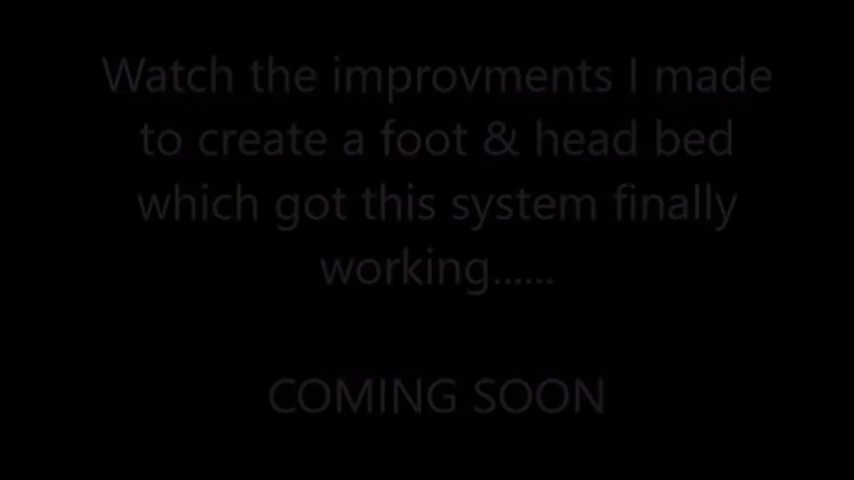 Watch the improvments I made
to create a foot & head bed
which got this system finally
working......
COMING SOON